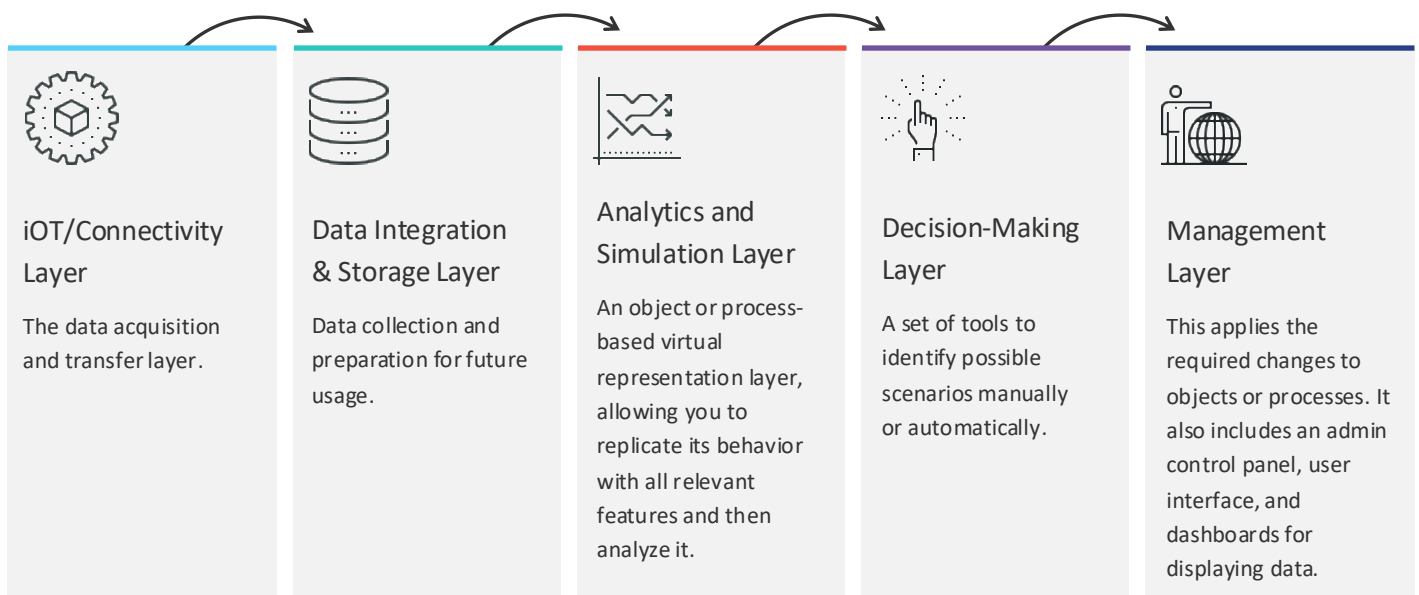 iOT/Connectivity
Layer
The data acquisition
and transfer layer.
Data Integration
& Storage Layer
Data collection and
preparation for future
usage.
Analytics and
Simulation Layer
An object or process-
based virtual
representation layer,
allowing you to
replicate its behavior
with all relevant
features and then
analyze it.
Decision-Making
Layer
A set of tools to
identify possible
scenarios manually
or automatically.
Management
Layer
This applies the
required changes to
objects or processes. It
also includes an admin
control panel, user
interface, and
dashboards for
displaying data.